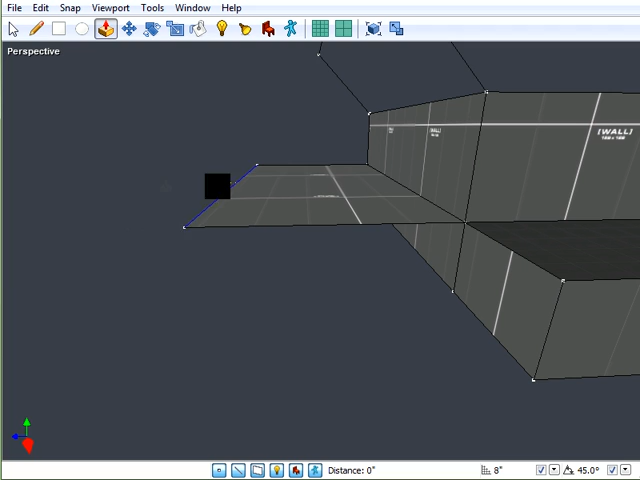 File Edit Snap Viewport Tools Window Help
Perspective
[WALL]
Distance: 0"
8"
45.0°